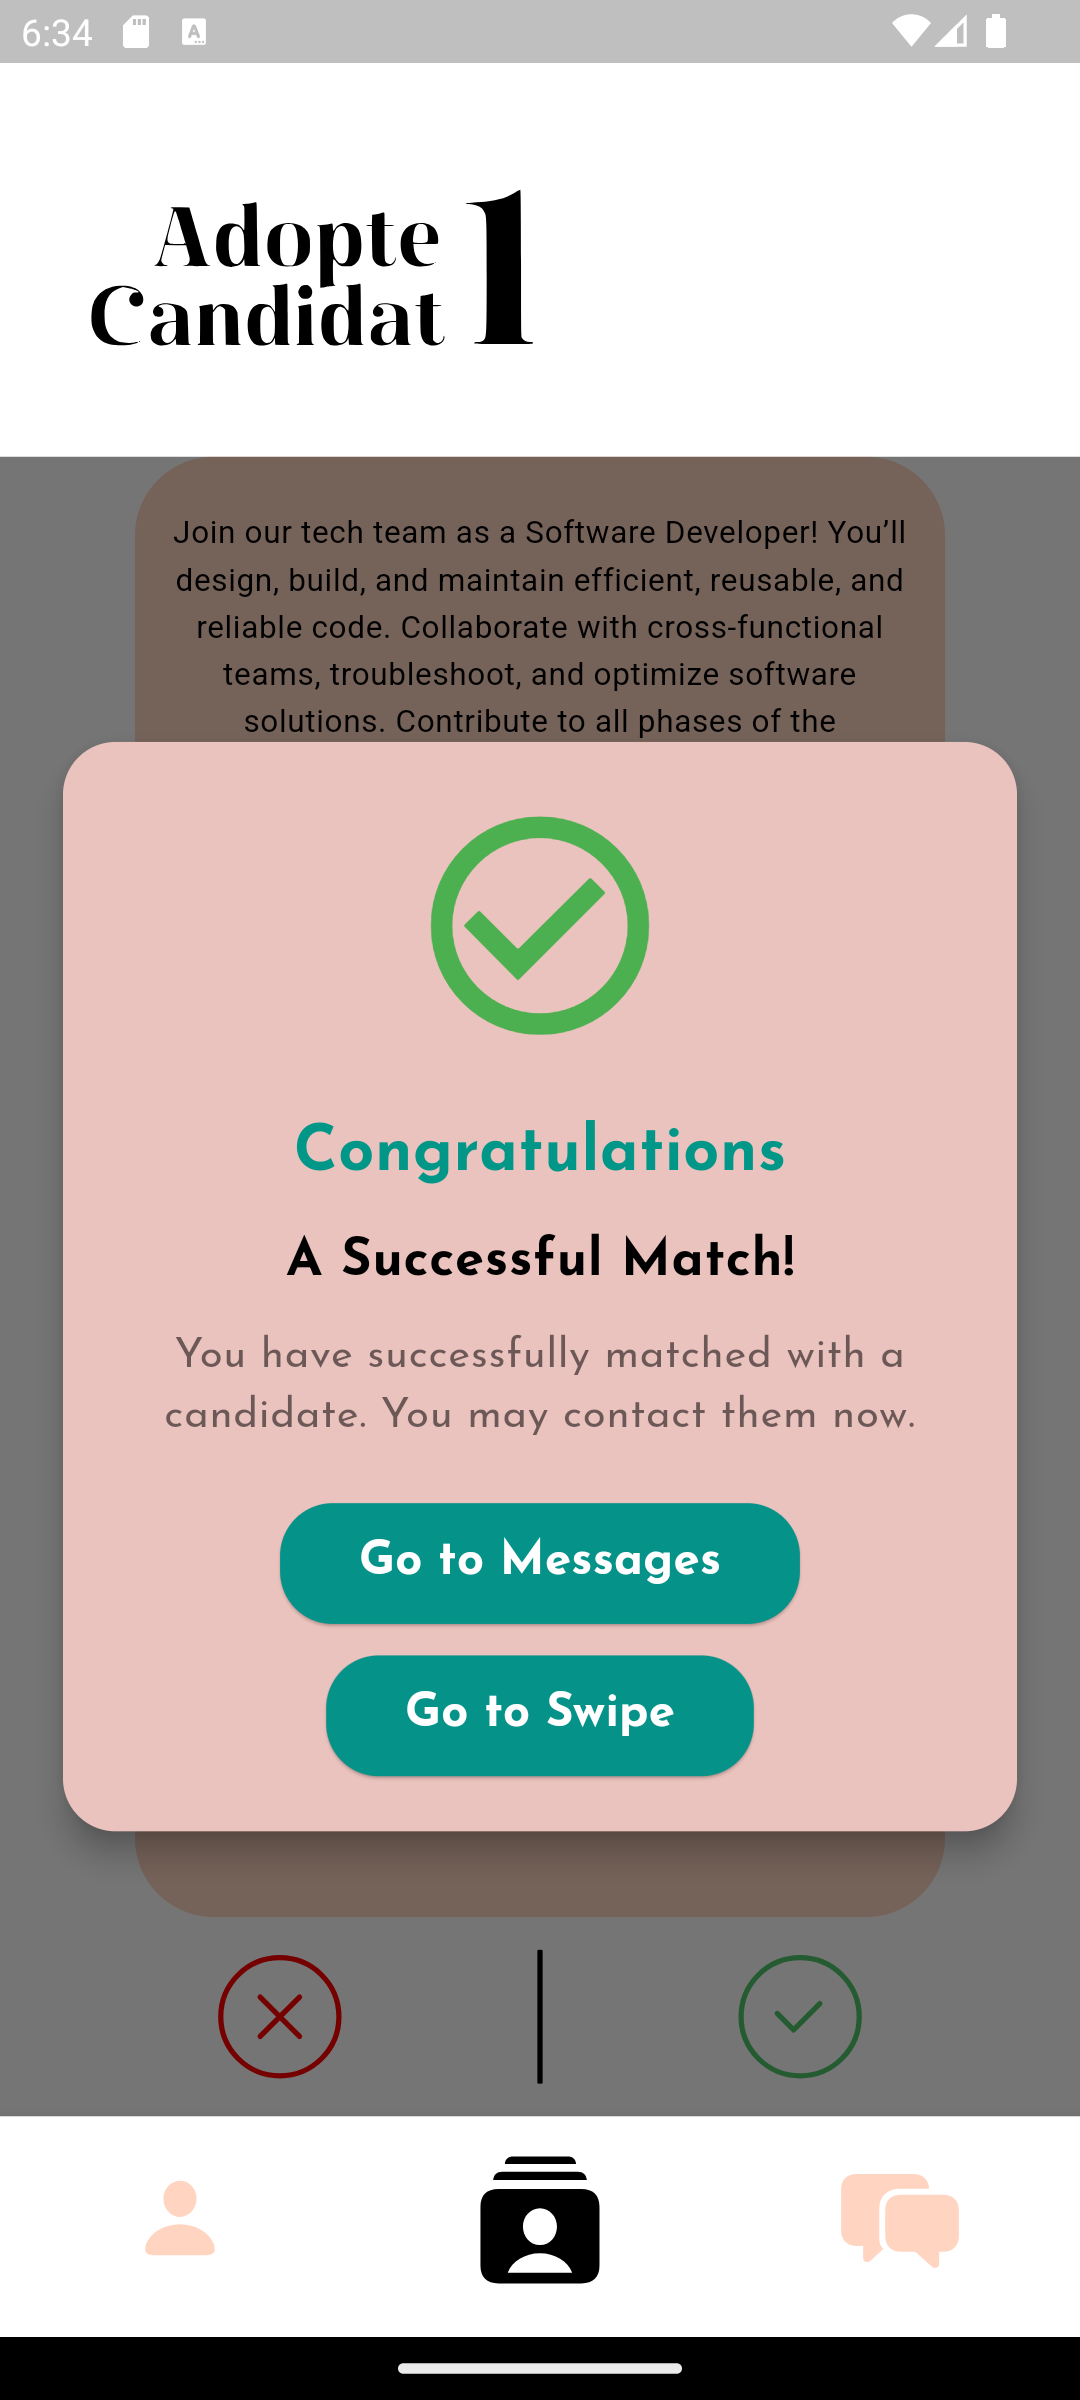 6:34
Adopte
Candidat 1
Join our tech team as a Software Developer! You’ll
design, build, and maintain efficient, reusable, and
reliable code. Collaborate with cross-functional
teams, troubleshoot, and optimize software
solutions. Contribute to all phases of the
Congratulations
A Successful Match!
You have successfully matched with a
candidate. You may contact them now.
Go to Messages
Go to Swipe